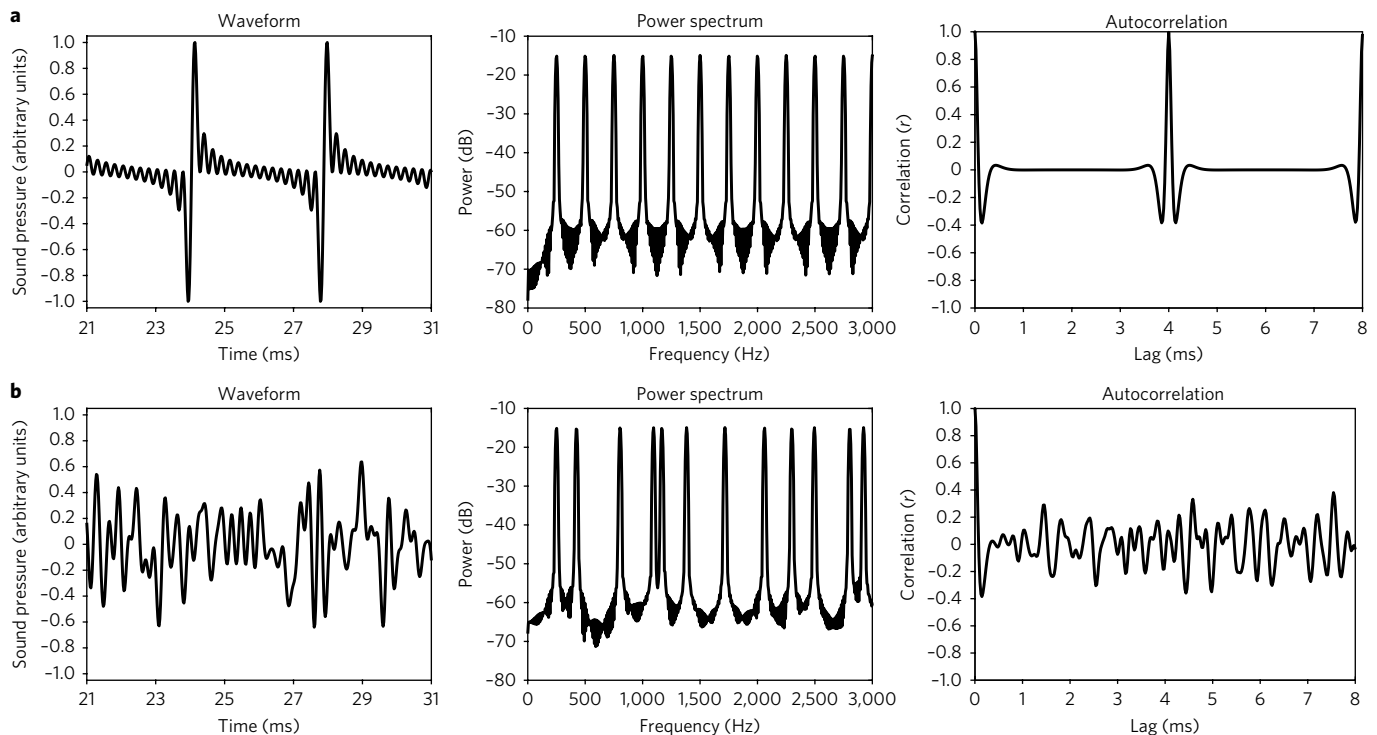 a
Waveform
Sound pressure (arbitrary units)
1.0
0.8
0.6
0.4
0.2
0
–0.2
–0.4
–0.6
–0.8
–1.0
21 23 25 27 29 31
Time (ms)
Power spectrum
Power (dB)
–10
–20
–30
–40
–50
–60
–70
–80
0 500 1,000 1,500 2,000 2,500 3,000
Frequency (Hz)
Autocorrelation
Correlation (r)
1.0
0.8
0.6
0.4
0.2
0
–0.2
–0.4
–0.6
–0.8
–1.0
0 1 2 3 4 5 6 7 8
Lag (ms)
b
Waveform
Sound pressure (arbitrary units)
1.0
0.8
0.6
0.4
0.2
0
–0.2
–0.4
–0.6
–0.8
–1.0
21 23 25 27 29 31
Time (ms)
Power spectrum
Power (dB)
–10
–20
–30
–40
–50
–60
–70
–80
0 500 1,000 1,500 2,000 2,500 3,000
Frequency (Hz)
Autocorrelation
Correlation (r)
1.0
0.8
0.6
0.4
0.2
0
–0.2
–0.4
–0.6
–0.8
–1.0
0 1 2 3 4 5 6 7 8
Lag (ms)